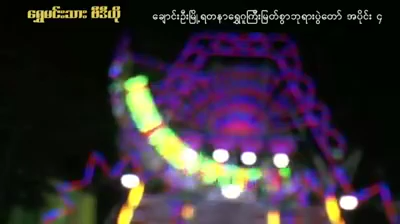 ရွှေမင်းသား ဗီဒီယို
ချောင်းဦးမြို့ရတနာရွှေဂူကြီးမြတ်စွာဘုရားပွဲတော် အပိုင်း ၄